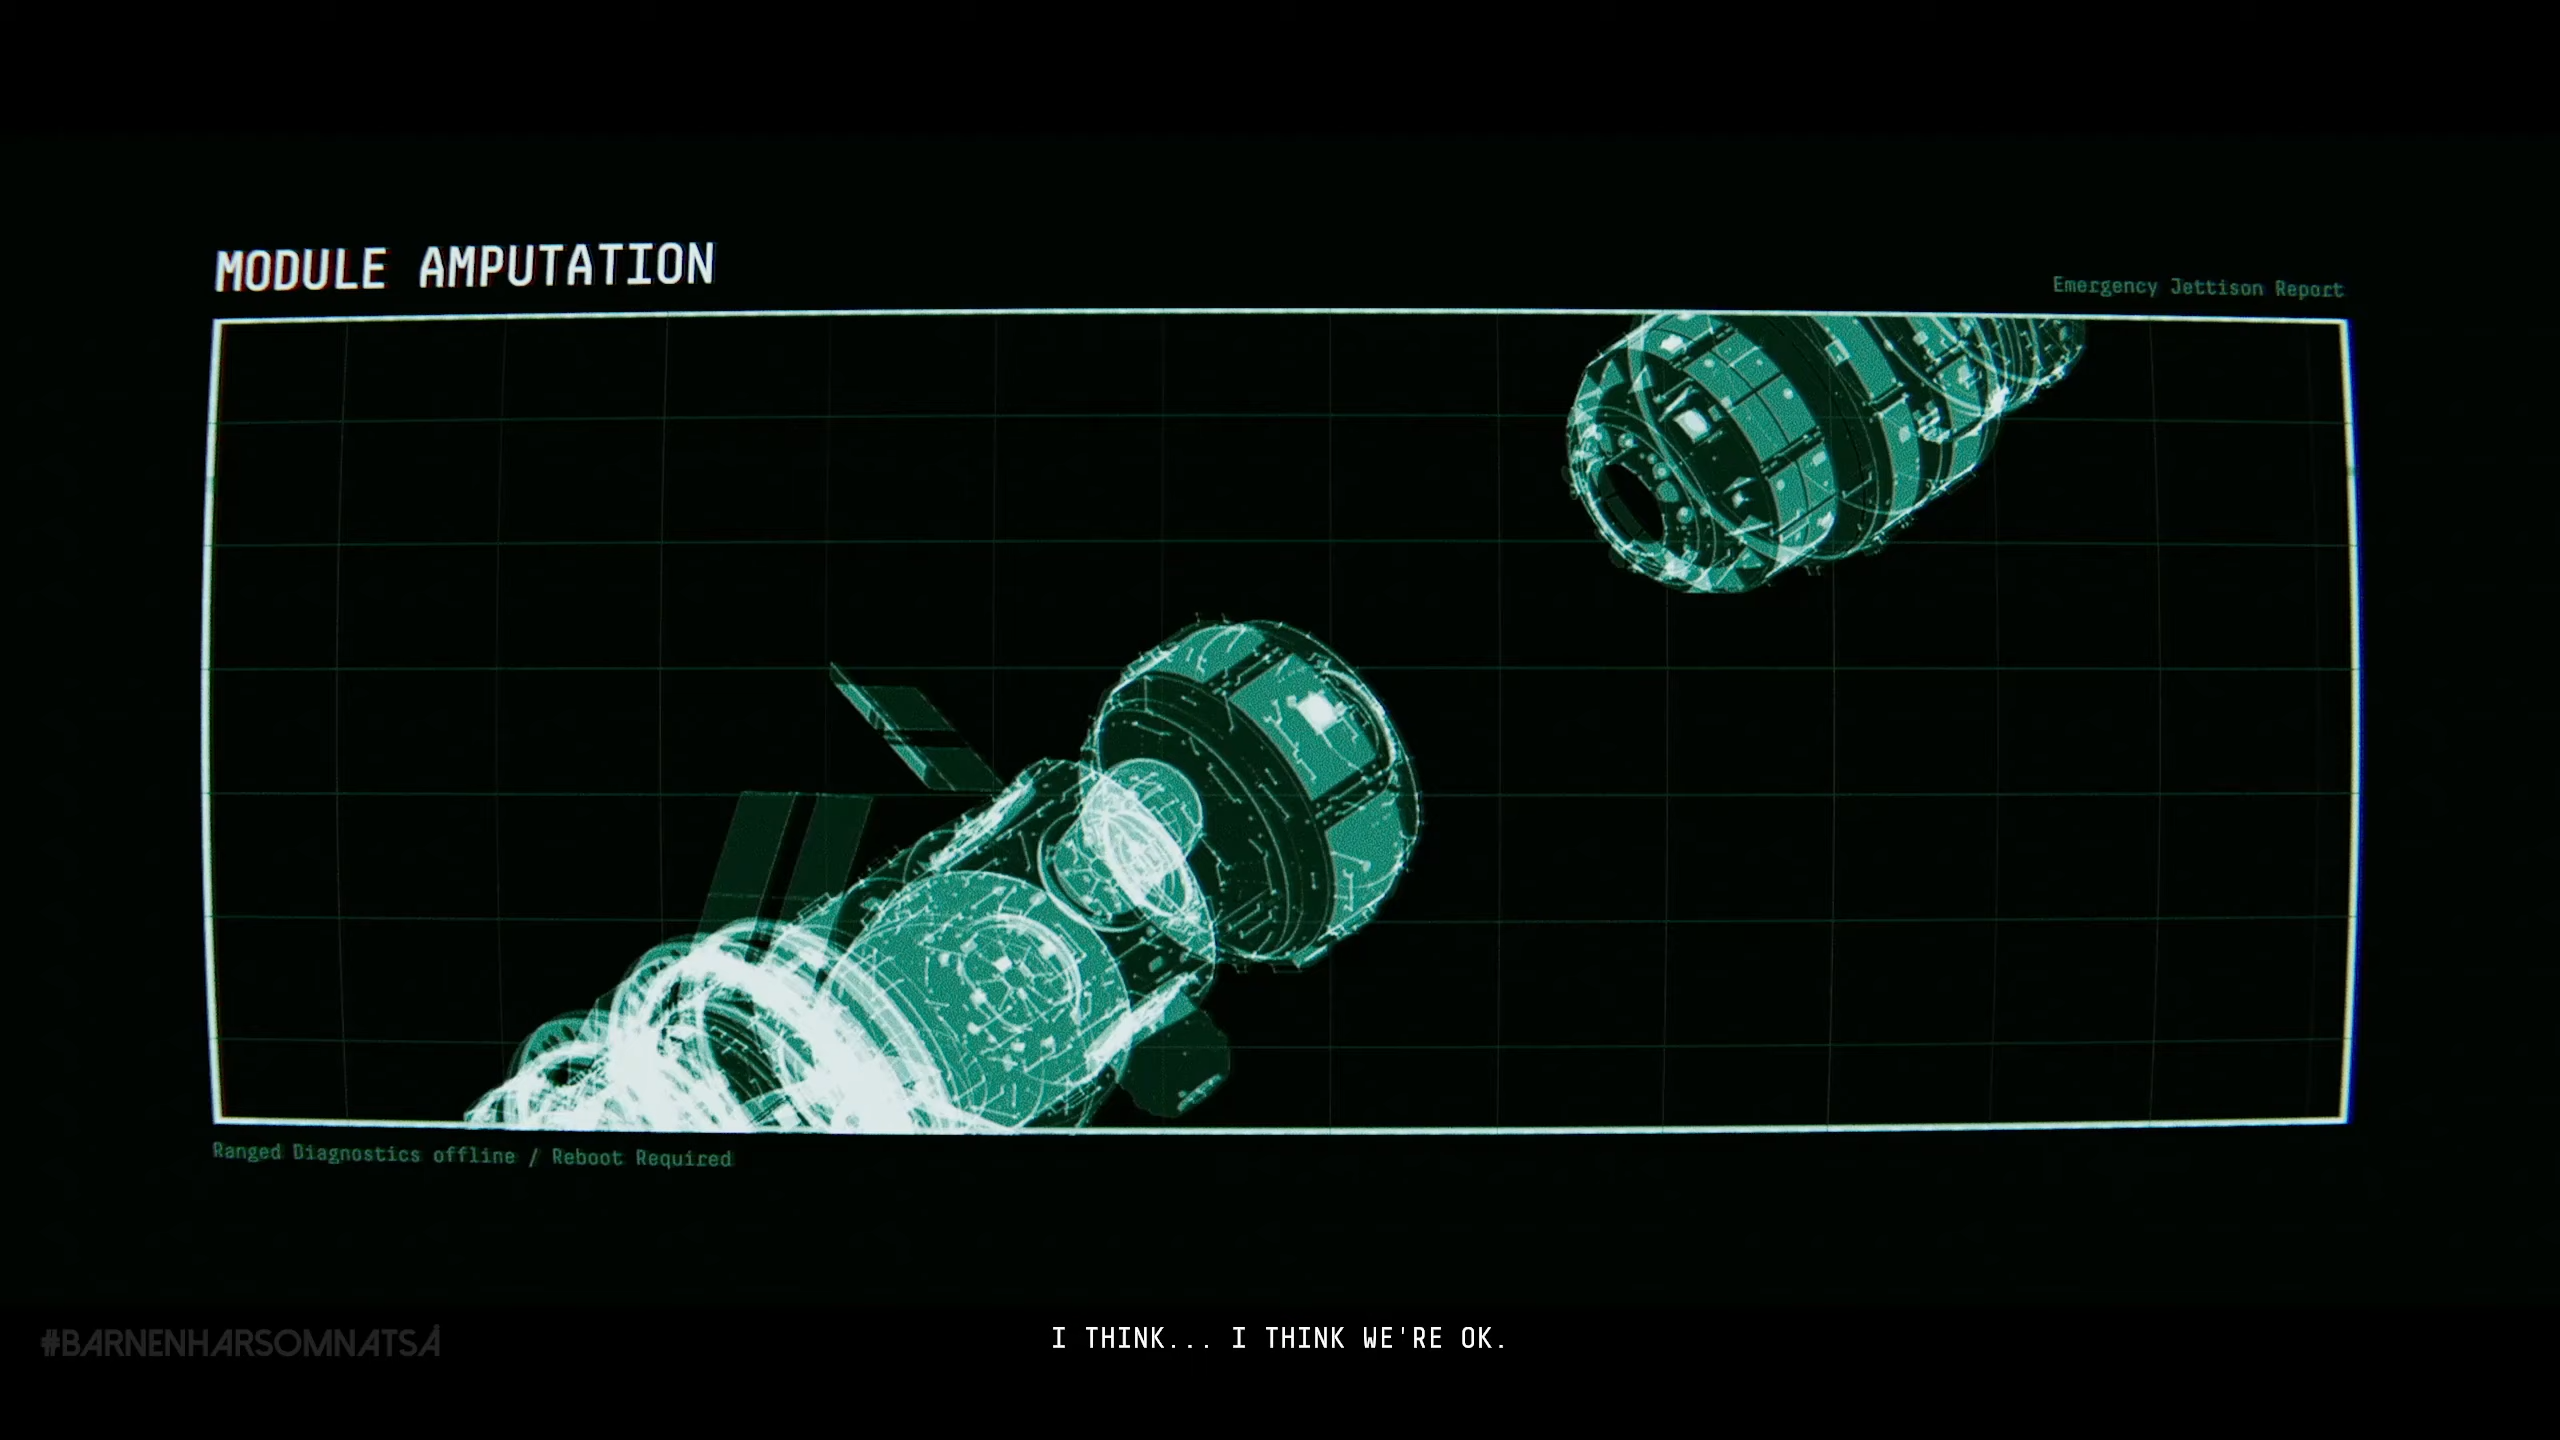 MODULE AMPUTATION
Emergency Jettison Report
Ranged Diagnostics offline / Reboot Required
#BARNENHARSOMNATSÅ
I THINK... I THINK WE'RE OK.